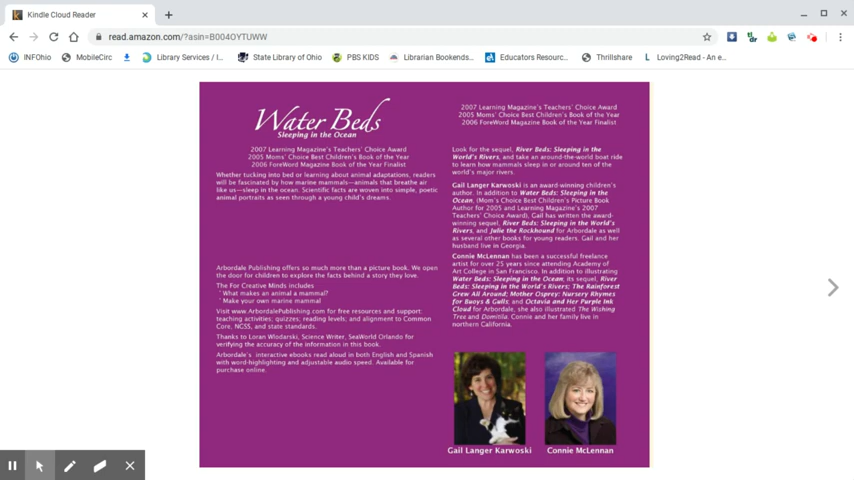 Kindle Cloud Reader
read.amazon.com/?asin=B004OYTUWW
INFOhio
MobileCirc
Library Services / I...
State Library of Ohio
PBS KIDS
Librarian Bookends...
Educators Resourc...
Thrillshare
Loving2Read - An e...
Water Beds
Sleeping in the Ocean
2007 Learning Magazine's Teachers' Choice Award
2005 Moms' Choice Best Children's Book of the Year
2006 ForeWord Magazine Book of the Year Finalist
Whether tucking into bed or learning about animal adaptations, readers
will be fascinated by how marine mammals—animals that breathe air
like us—sleep in the ocean. Scientific facts are woven into simple, poetic
animal portraits as seen through a young child's dreams.
Arbordale Publishing offers so much more than a picture book. We open
the door for children to explore the facts behind a story they love.
The For Creative Minds includes
* What makes an animal a mammal?
* Make your own marine mammal
Visit www.ArbordalePublishing.com for free resources and support:
teaching activities; quizzes; reading levels; and alignment to Common
Core, NGSS, and state standards.
Thanks to Loran Wlodarski, Science Writer, SeaWorld Orlando for
verifying the accuracy of the information in this book.
Arbordale's interactive ebooks read aloud in both English and Spanish
with word-highlighting and adjustable audio speed. Available for
purchase online.
2007 Learning Magazine's Teachers' Choice Award
2005 Moms' Choice Best Children's Book of the Year
2006 ForeWord Magazine Book of the Year Finalist
Look for the sequel, River Beds: Sleeping in the
World's Rivers, and take an around-the-world boat ride
to learn how mammals sleep in or around ten of the
world's major rivers.
Gail Langer Karwoski is an award-winning children's
author. In addition to Water Beds: Sleeping in the
Ocean, (Mom's Choice Best Children's Picture Book
Author for 2005 and Learning Magazine's 2007
Teachers' Choice Award), Gail has written the award-
winning sequel, River Beds: Sleeping in the World's
Rivers, and Julie the Rockhound for Arbordale as well
as several other books for young readers. Gail and her
husband live in Georgia.
Connie McLennan has been a successful freelance
artist for over 25 years since attending Academy of
Art College in San Francisco. In addition to illustrating
Water Beds: Sleeping in the Ocean; its sequel, River
Beds: Sleeping in the World's Rivers; The Rainforest
Grew All Around; Mother Osprey: Nursery Rhymes
for Buoys & Gulls; and Octavia and Her Purple Ink
Cloud for Arbordale, she also illustrated The Wishing
Tree and Domitila. Connie and her family live in
northern California.
Gail Langer Karwoski
Connie McLennan